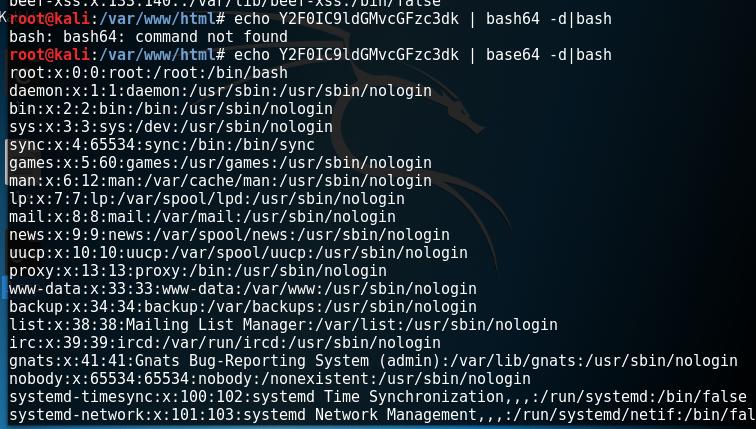 beef-xss:x:133:140::/var/lib/beef-xss:/bin/false
root@kali:/var/www/html# echo Y2F0IC9ldGMvcGFzc3dk | bash64 -d|bash
bash: bash64: command not found
root@kali:/var/www/html# echo Y2F0IC9ldGMvcGFzc3dk | base64 -d|bash
root:x:0:0:root:/root:/bin/bash
daemon:x:1:1:daemon:/usr/sbin:/usr/sbin/nologin
bin:x:2:2:bin:/bin:/usr/sbin/nologin
sys:x:3:3:sys:/dev:/usr/sbin/nologin
sync:x:4:65534:sync:/bin:/bin/sync
games:x:5:60:games:/usr/games:/usr/sbin/nologin
man:x:6:12:man:/var/cache/man:/usr/sbin/nologin
lp:x:7:7:lp:/var/spool/lpd:/usr/sbin/nologin
mail:x:8:8:mail:/var/mail:/usr/sbin/nologin
news:x:9:9:news:/var/spool/news:/usr/sbin/nologin
uucp:x:10:10:uucp:/var/spool/uucp:/usr/sbin/nologin
proxy:x:13:13:proxy:/bin:/usr/sbin/nologin
www-data:x:33:33:www-data:/var/www:/usr/sbin/nologin
backup:x:34:34:backup:/var/backups:/usr/sbin/nologin
list:x:38:38:Mailing List Manager:/var/list:/usr/sbin/nologin
irc:x:39:39:ircd:/var/run/ircd:/usr/sbin/nologin
gnats:x:41:41:Gnats Bug-Reporting System (admin):/var/lib/gnats:/usr/sbin/nologin
nobody:x:65534:65534:nobody:/nonexistent:/usr/sbin/nologin
systemd-timesync:x:100:102:systemd Time Synchronization,,,:/run/systemd:/bin/false
systemd-network:x:101:103:systemd Network Management,,,:/run/systemd/netif:/bin/fal